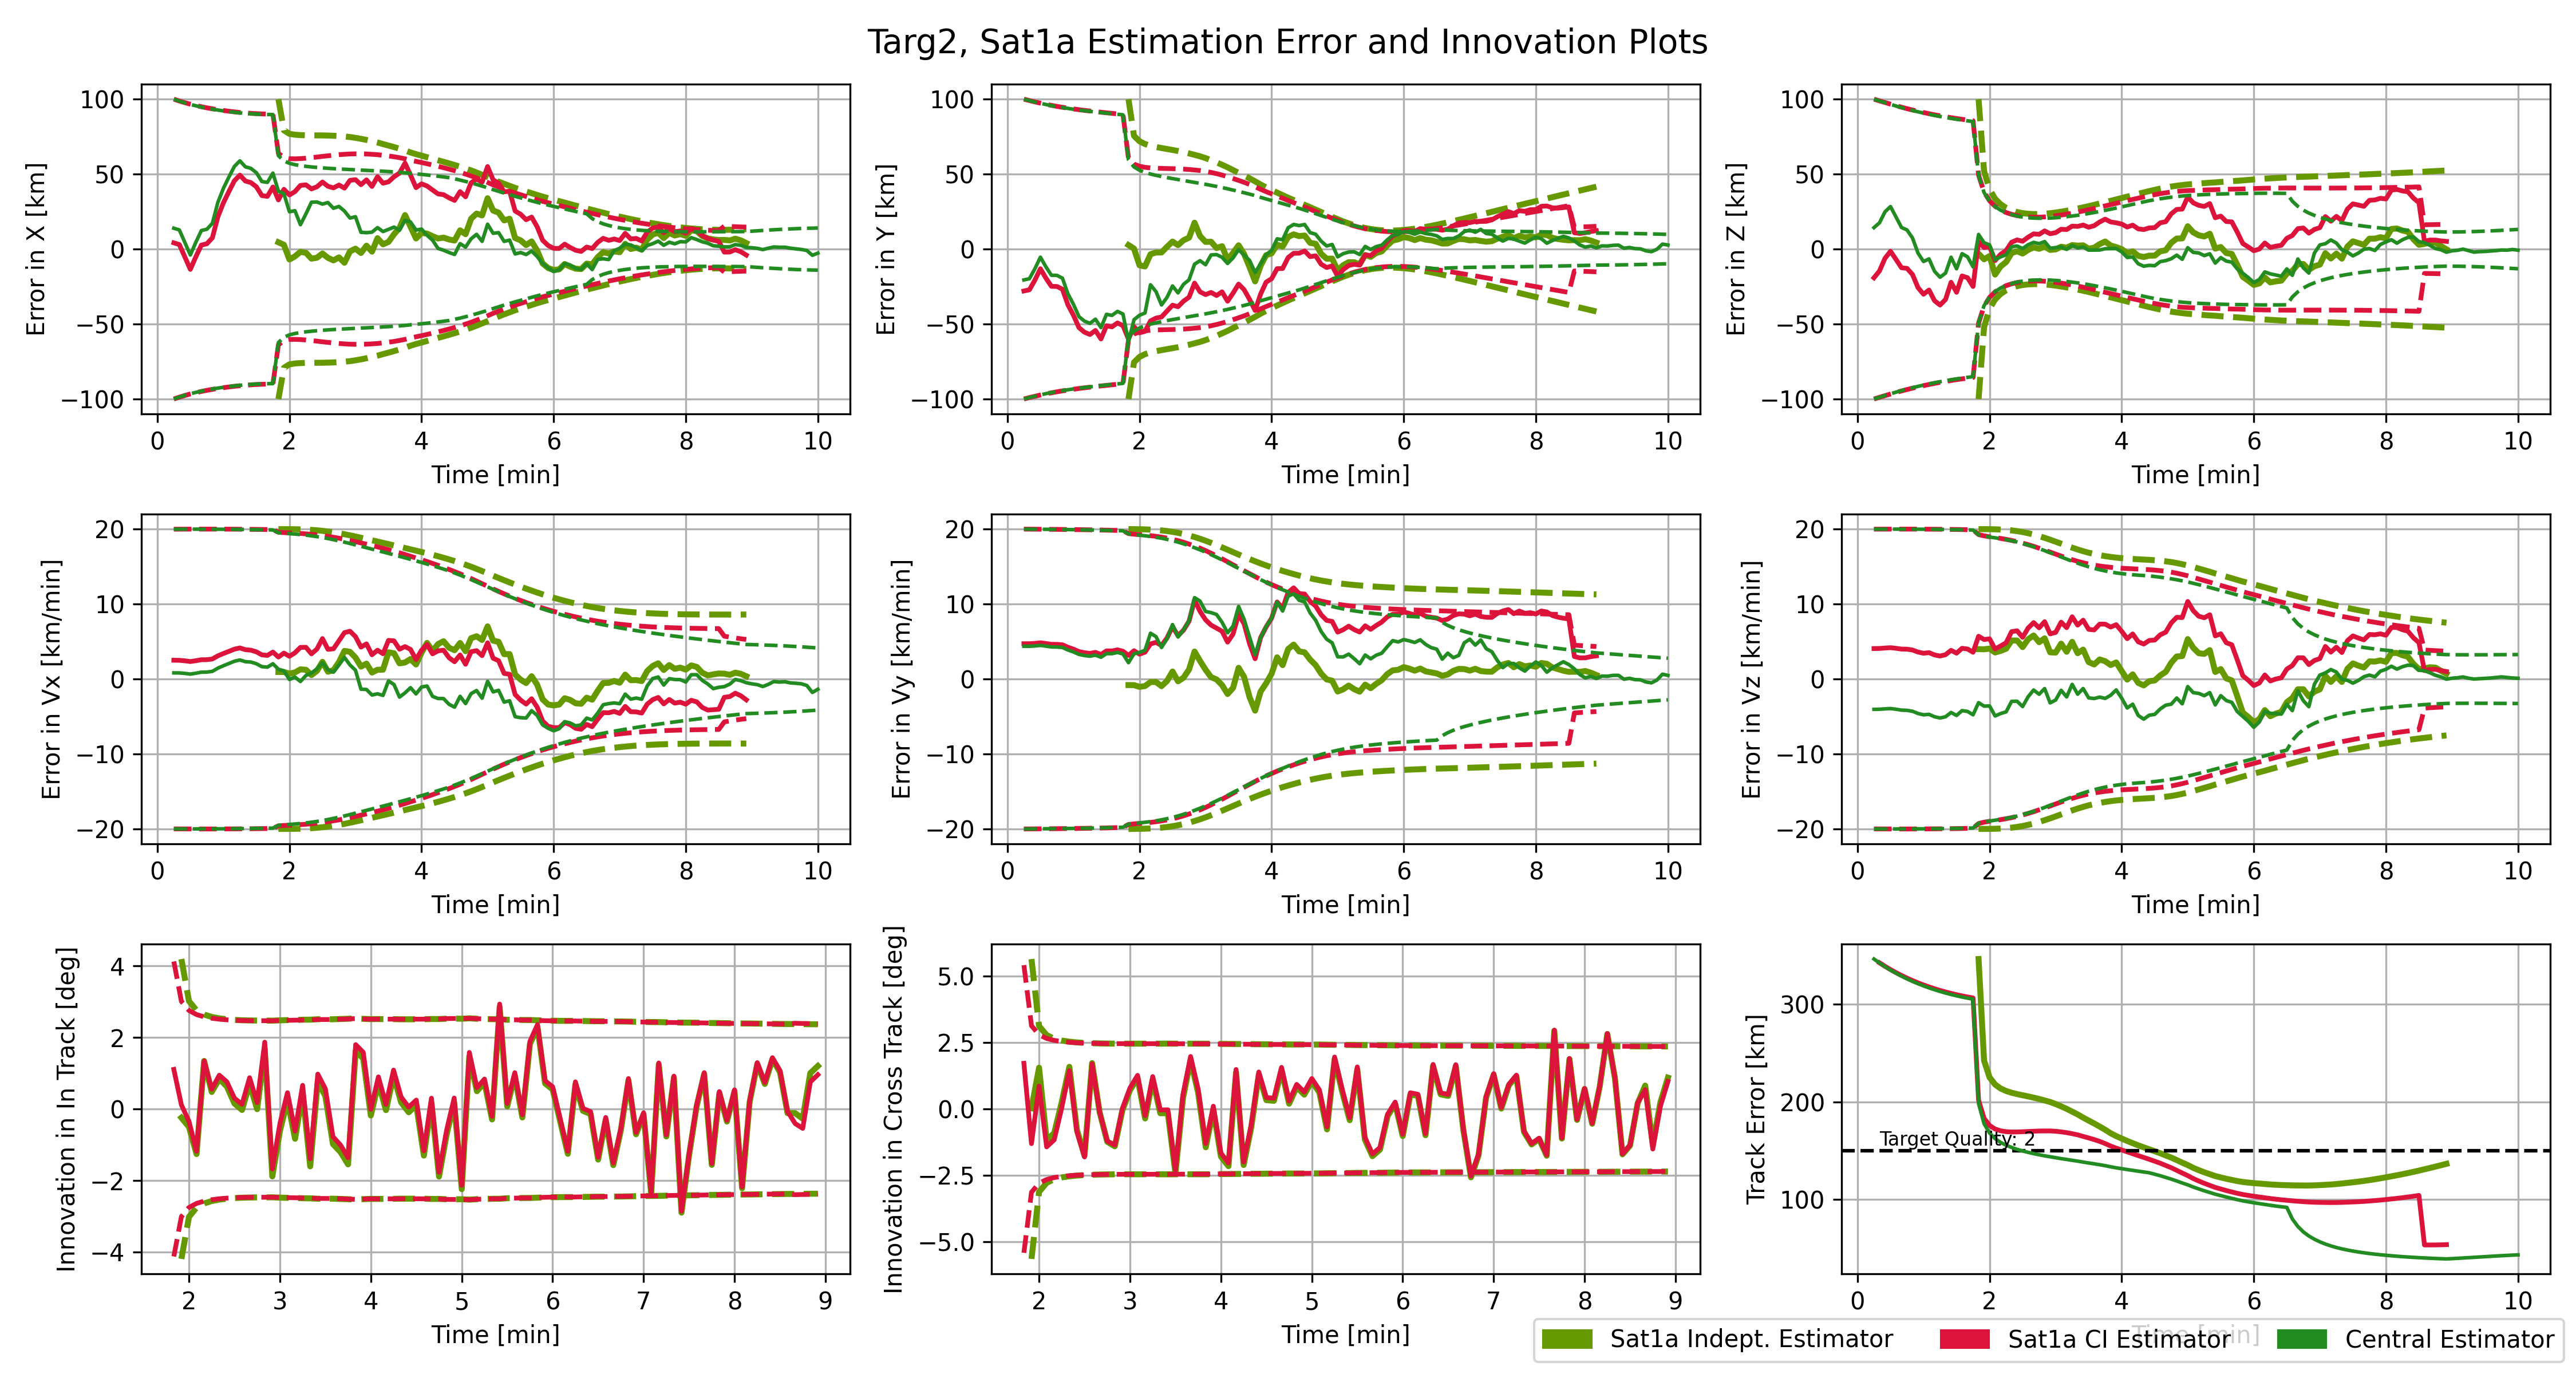 Targ2, Sat1a Estimation Error and Innovation Plots
Error in X [km]
100
50
0
−50
−100
0 2 4 6 8 10
Time [min]
Error in Y [km]
100
50
0
−50
−100
0 2 4 6 8 10
Time [min]
Error in Z [km]
100
50
0
−50
−100
0 2 4 6 8 10
Time [min]
Error in Vx [km/min]
20
10
0
−10
−20
0 2 4 6 8 10
Time [min]
Error in Vy [km/min]
20
10
0
−10
−20
0 2 4 6 8 10
Time [min]
Error in Vz [km/min]
20
10
0
−10
−20
0 2 4 6 8 10
Time [min]
Innovation in In Track [deg]
4
2
0
−2
−4
2 3 4 5 6 7 8 9
Time [min]
Innovation in Cross Track [deg]
5.0
2.5
0.0
−2.5
−5.0
2 3 4 5 6 7 8 9
Time [min]
Track Error [km]
300
200
100
Target Quality: 2
0 2 4 6 8 10
Time [min]
Sat1a Indept. Estimator
Sat1a CI Estimator
Central Estimator